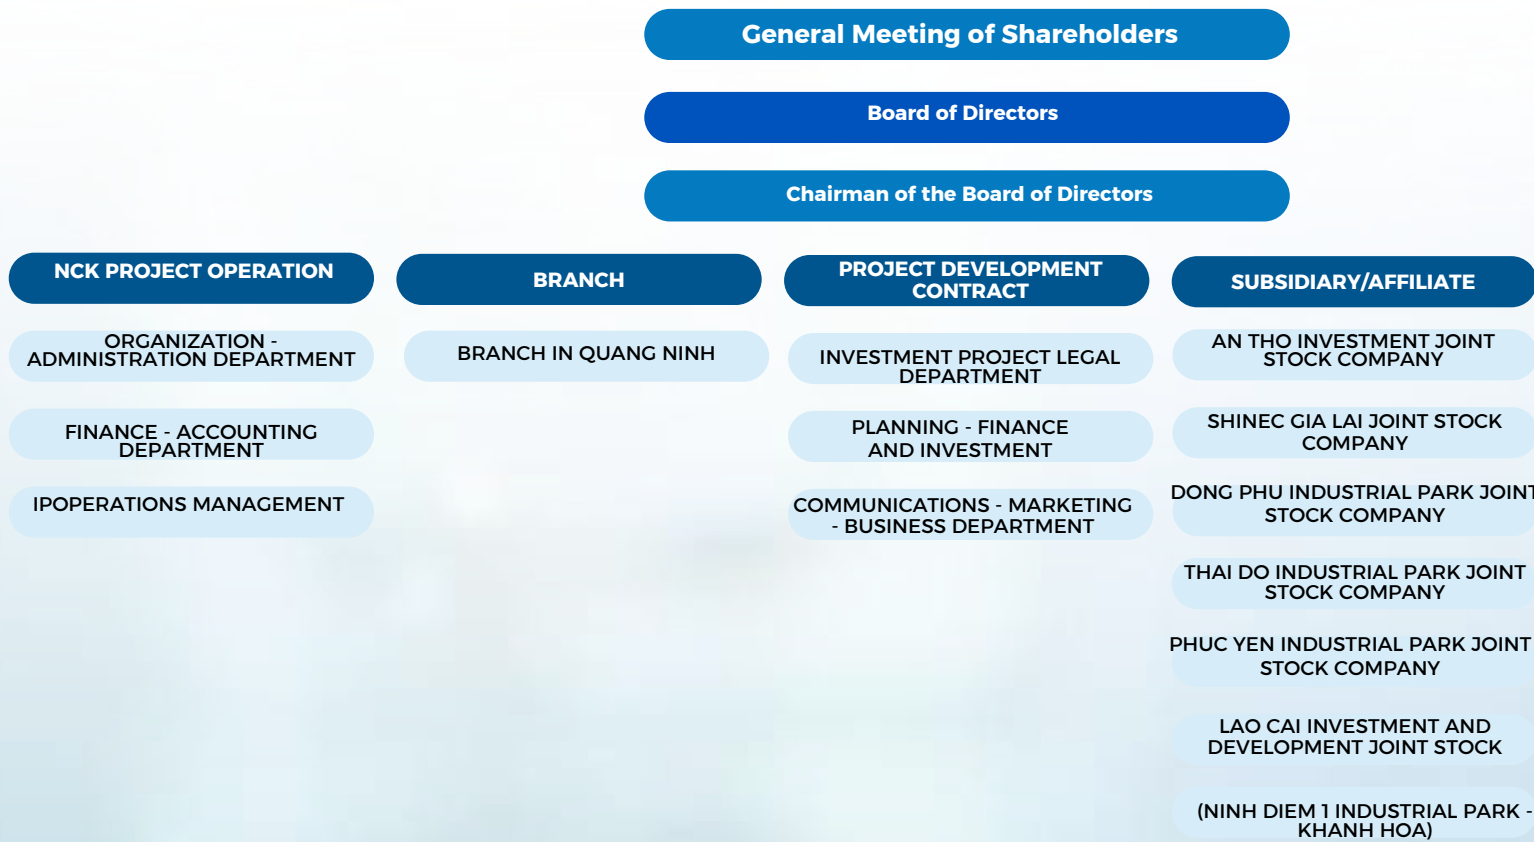 General Meeting of Shareholders
Board of Directors
Chairman of the Board of Directors
NCK PROJECT OPERATION
ORGANIZATION -
ADMINISTRATION DEPARTMENT
FINANCE - ACCOUNTING
DEPARTMENT
IPOPERATIONS MANAGEMENT
BRANCH
BRANCH IN QUANG NINH
PROJECT DEVELOPMENT
CONTRACT
INVESTMENT PROJECT LEGAL
DEPARTMENT
PLANNING - FINANCE
AND INVESTMENT
COMMUNICATIONS - MARKETING
- BUSINESS DEPARTMENT
SUBSIDIARY/AFFILIATE
AN THO INVESTMENT JOINT
STOCK COMPANY
SHINEC GIA LAI JOINT STOCK
COMPANY
DONG PHU INDUSTRIAL PARK JOINT
STOCK COMPANY
THAI DO INDUSTRIAL PARK JOINT
STOCK COMPANY
PHUC YEN INDUSTRIAL PARK JOINT
STOCK COMPANY
LAO CAI INVESTMENT AND
DEVELOPMENT JOINT STOCK
(NINH DIEM 1 INDUSTRIAL PARK -
KHANH HOA)